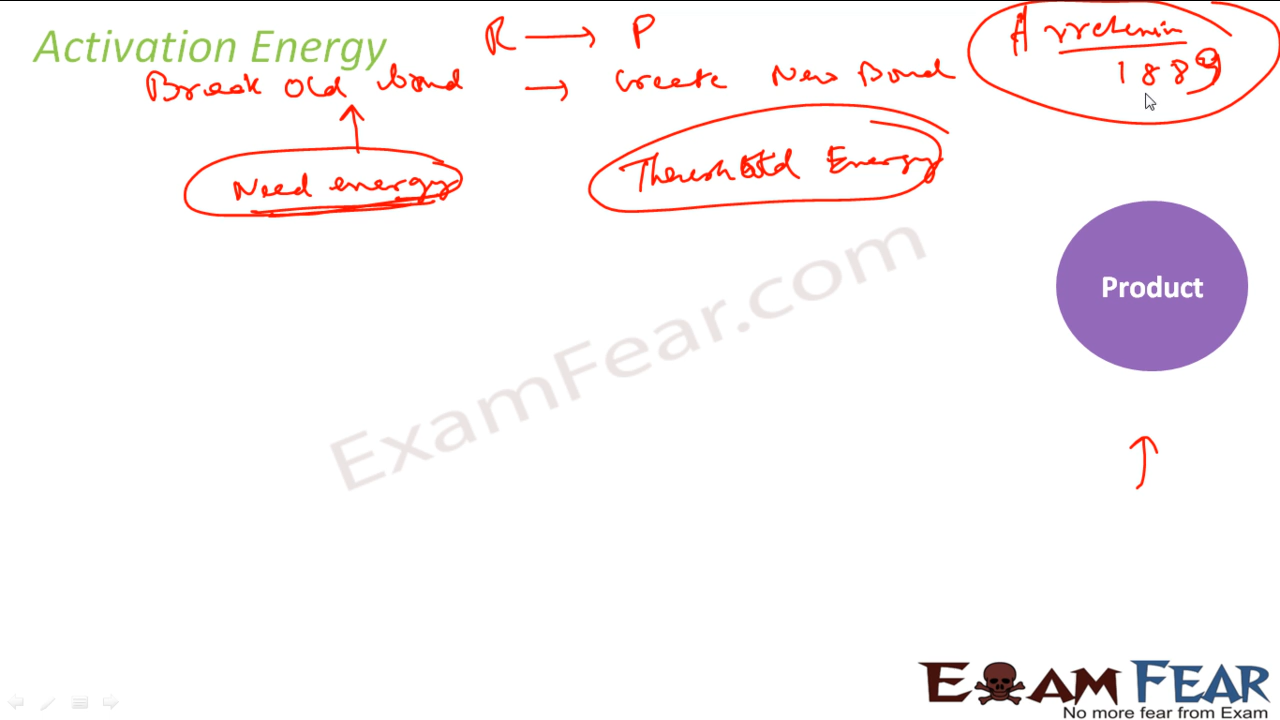 Activation Energy
R → P
Arrhenius
1889
Break Old bond → Create New Bond
Need energy
Threshold Energy
Product
ExamFear.com
EXAM FEAR
No more fear from Exam